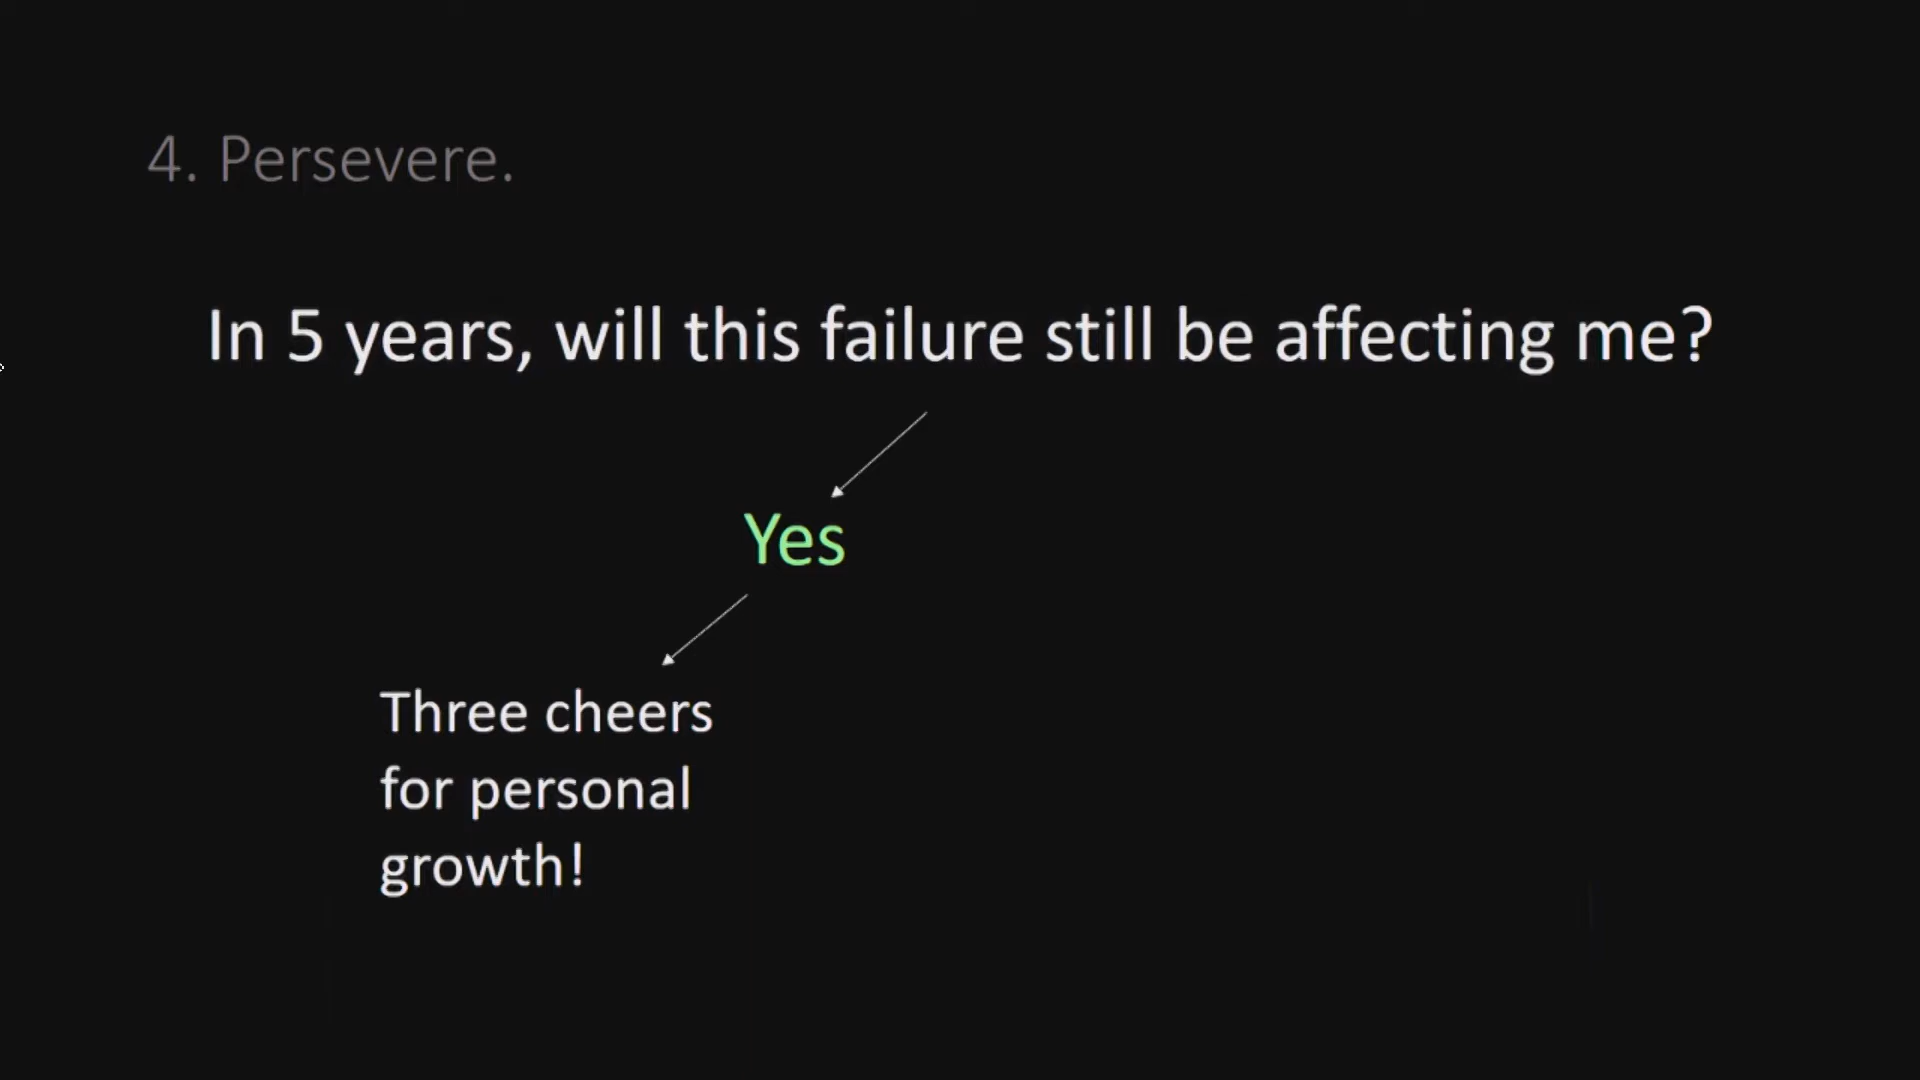 4. Persevere.
In 5 years, will this failure still be affecting me?
Yes
Three cheers
for personal
growth!